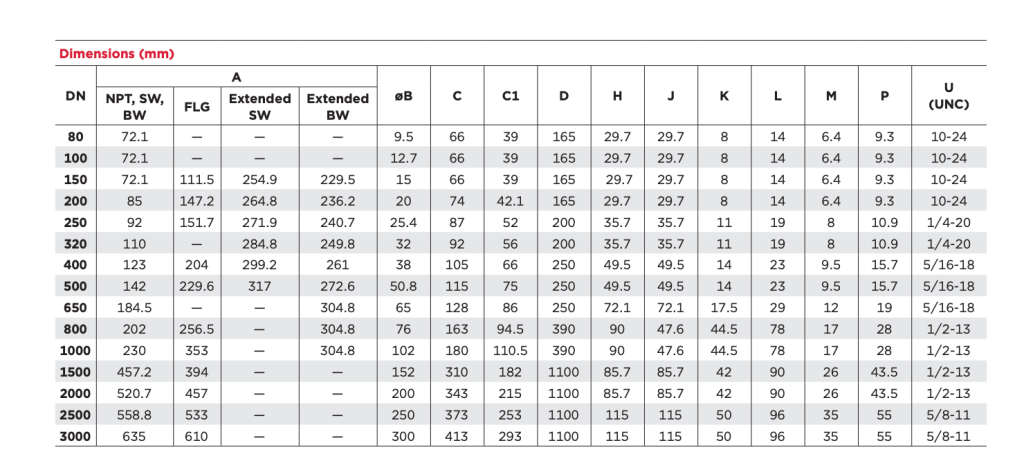 Dimensions (mm)
A
DN NPT, SW, BW FLG Extended SW Extended BW øB C C1 D H J K L M P U (UNC)
80 72.1 — — — 9.5 66 39 165 29.7 29.7 8 14 6.4 9.3 10-24
100 72.1 — — — 12.7 66 39 165 29.7 29.7 8 14 6.4 9.3 10-24
150 72.1 111.5 254.9 229.5 15 66 39 165 29.7 29.7 8 14 6.4 9.3 10-24
200 85 147.2 264.8 236.2 20 74 42.1 165 29.7 29.7 8 14 6.4 9.3 10-24
250 92 151.7 271.9 240.7 25.4 87 52 200 35.7 35.7 11 19 8 10.9 1/4-20
320 110 — 284.8 249.8 32 92 56 200 35.7 35.7 11 19 8 10.9 1/4-20
400 123 204 299.2 261 38 105 66 250 49.5 49.5 14 23 9.5 15.7 5/16-18
500 142 229.6 317 272.6 50.8 115 75 250 49.5 49.5 14 23 9.5 15.7 5/16-18
650 184.5 — — 304.8 65 128 86 250 72.1 72.1 17.5 29 12 19 5/16-18
800 202 256.5 — 304.8 76 163 94.5 390 90 47.6 44.5 78 17 28 1/2-13
1000 230 353 — 304.8 102 180 110.5 390 90 47.6 44.5 78 17 28 1/2-13
1500 457.2 394 — — 152 310 182 1100 85.7 85.7 42 90 26 43.5 1/2-13
2000 520.7 457 — — 200 343 215 1100 85.7 85.7 42 90 26 43.5 1/2-13
2500 558.8 533 — — 250 373 253 1100 115 115 50 96 35 55 5/8-11
3000 635 610 — — 300 413 293 1100 115 115 50 96 35 55 5/8-11